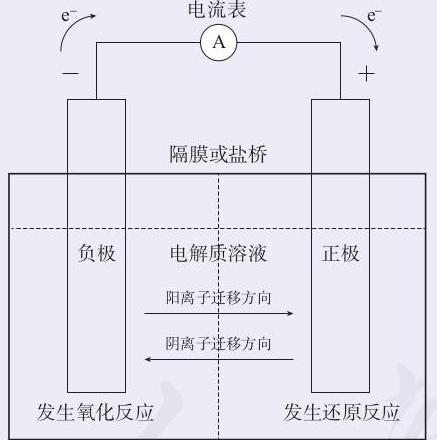 电流表
e⁻
e⁻
A
−
+
隔膜或盐桥
负极
电解质溶液
正极
阳离子迁移方向
阴离子迁移方向
发生氧化反应
发生还原反应